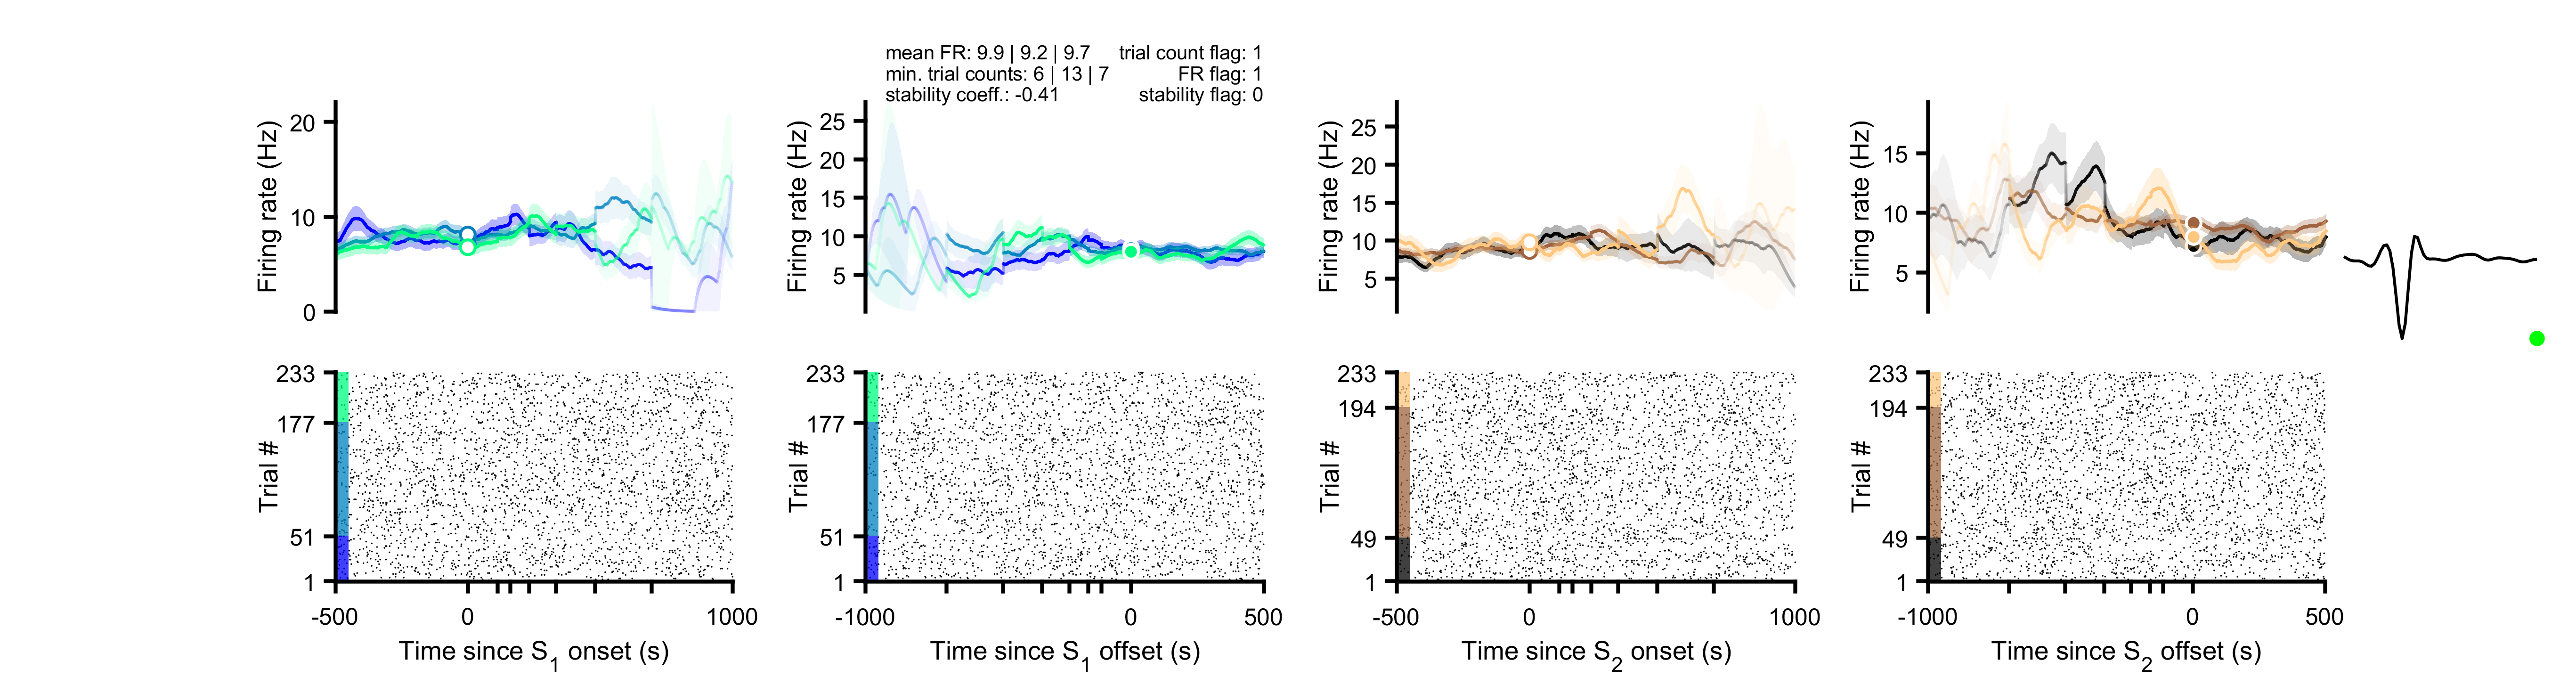 mean FR: 9.9 | 9.2 | 9.7 trial count flag: 1
min. trial counts: 6 | 13 | 7 FR flag: 1
stability coeff.: -0.41 stability flag: 0
Firing rate (Hz)
20
10
0
Firing rate (Hz)
25
20
15
10
5
Firing rate (Hz)
25
20
15
10
5
Firing rate (Hz)
15
10
5
Trial #
233
177
51
1
-500 0 1000
Time since S1 onset (s)
Trial #
233
177
51
1
-1000 0 500
Time since S1 offset (s)
Trial #
233
194
49
1
-500 0 1000
Time since S2 onset (s)
Trial #
233
194
49
1
-1000 0 500
Time since S2 offset (s)